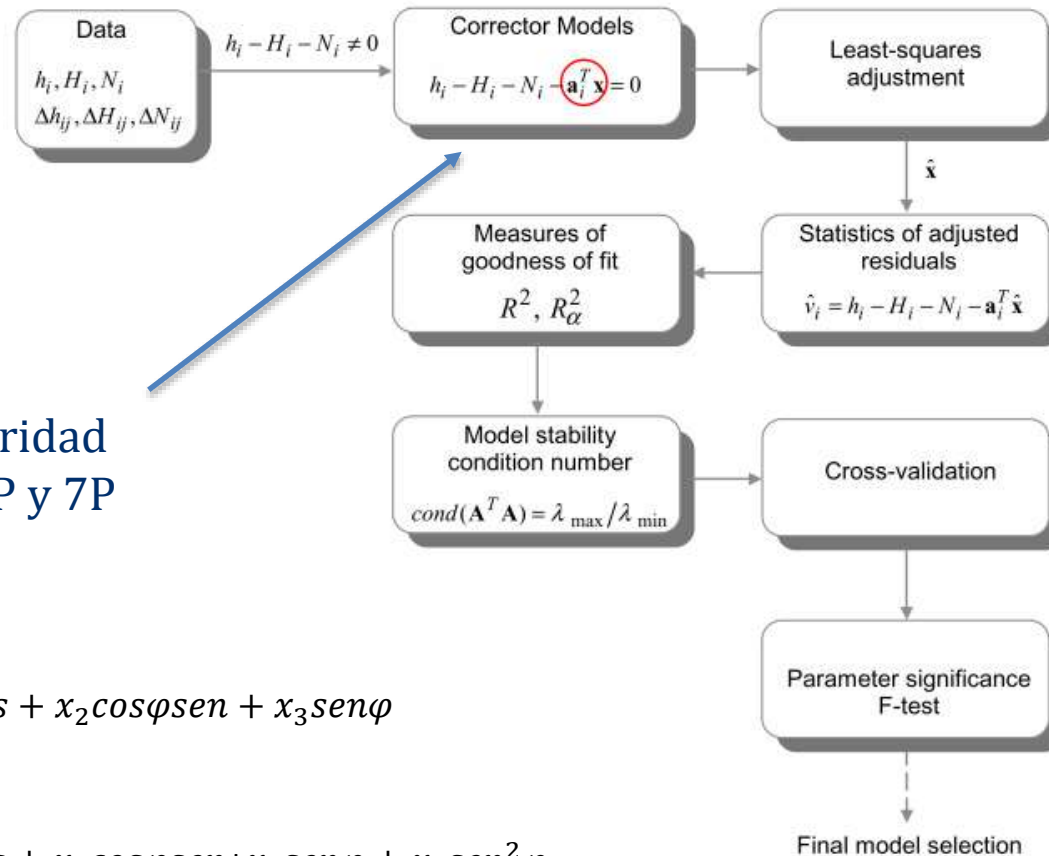 Data
h_i, H_i, N_i
Δh_ij, ΔH_ij, ΔN_ij
h_i − H_i − N_i ≠ 0
Corrector Models
h_i − H_i − N_i − a_i^T x = 0
Least-squares
adjustment
x̂
Statistics of adjusted
residuals
v̂_i = h_i − H_i − N_i − a_i^T x̂
Measures of
goodness of fit
R², R²_α
Model stability
condition number
cond(A^T A) = λ_max/λ_min
Cross-validation
Parameter significance
F-test
Final model selection
ridad
P y 7P
s + x₂cosφsen + x₃senφ